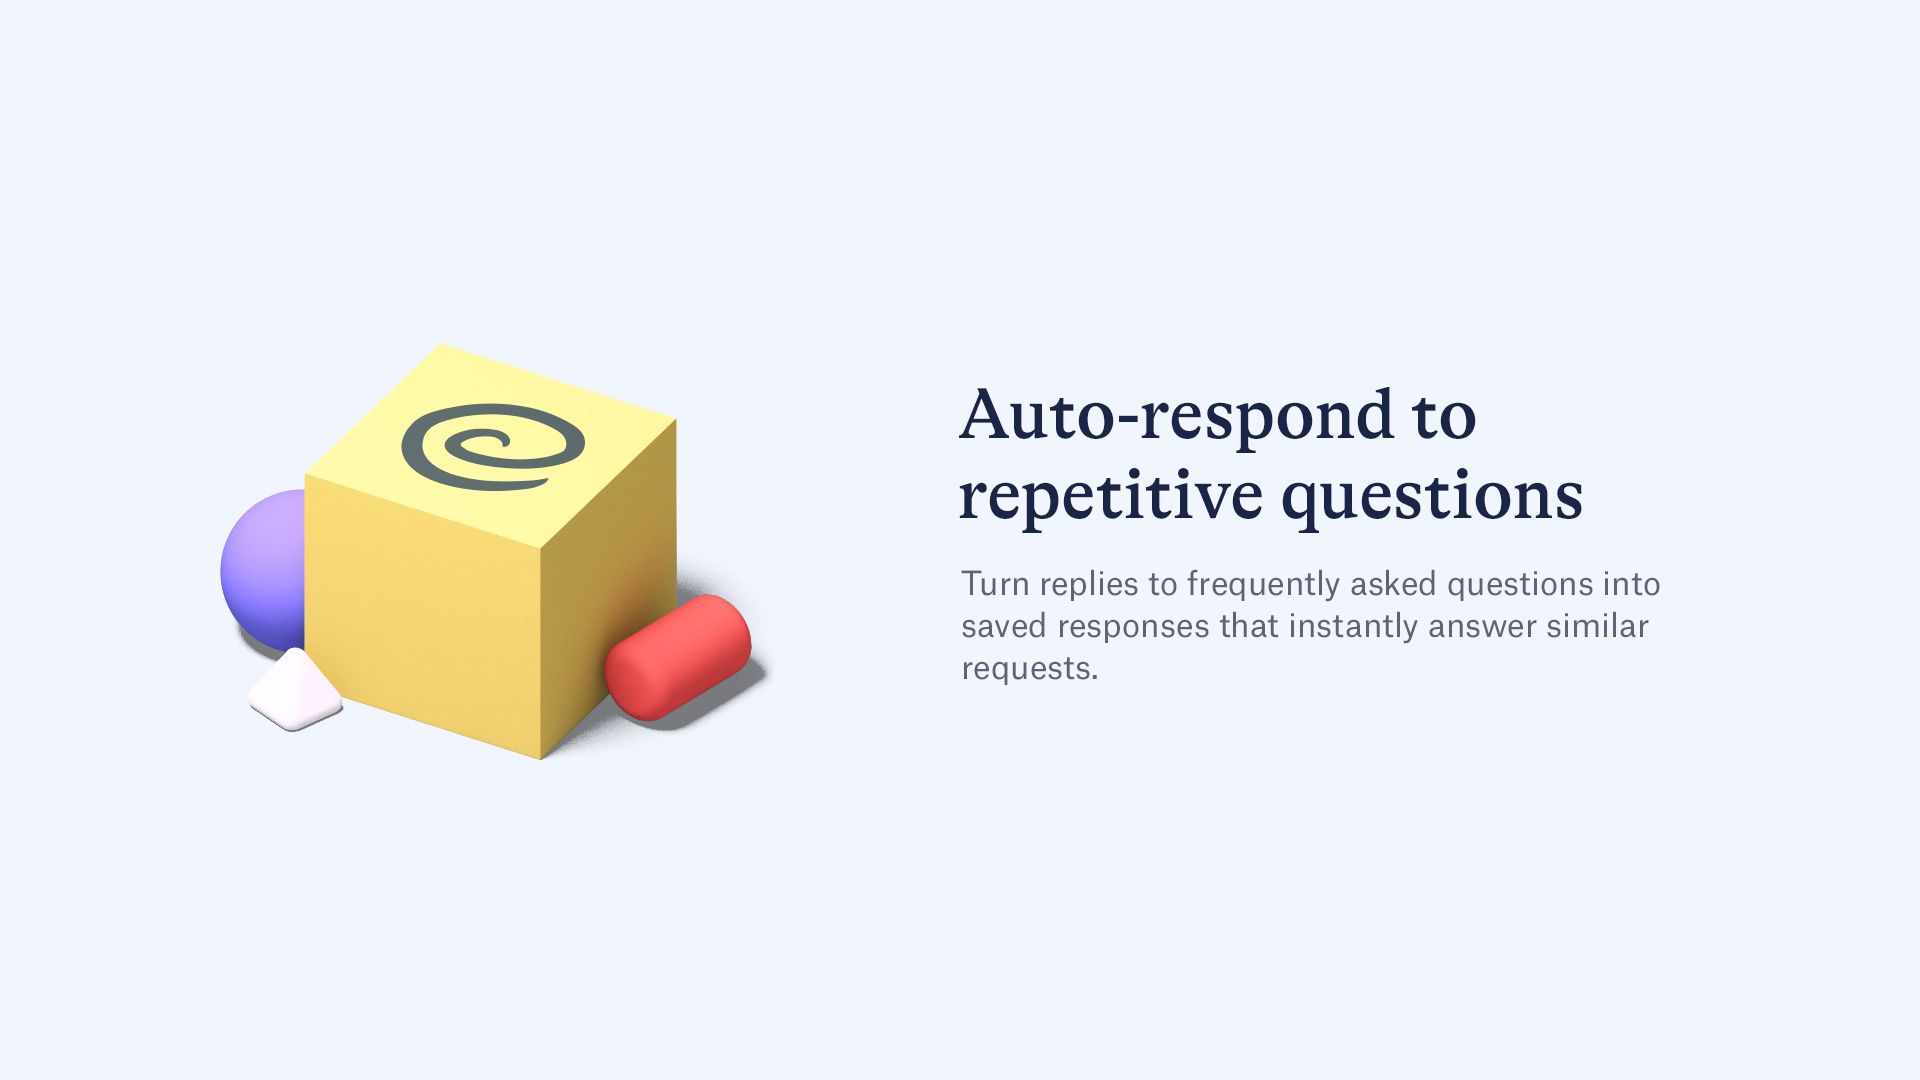 Auto-respond to
repetitive questions
Turn replies to frequently asked questions into
saved responses that instantly answer similar
requests.